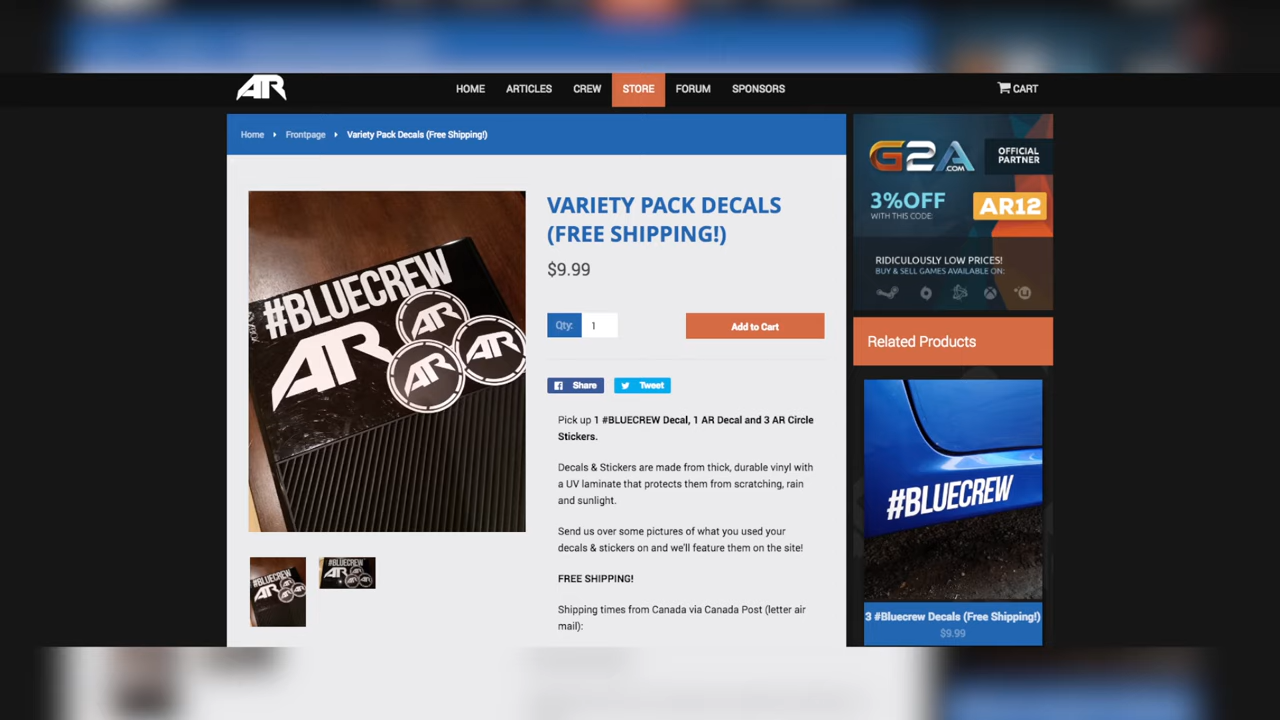 AR
HOME
ARTICLES
CREW
STORE
FORUM
SPONSORS
CART
Home
Frontpage
Variety Pack Decals (Free Shipping!)
#BLUECREW
AR
AR
AR
AR
VARIETY PACK DECALS
(FREE SHIPPING!)
$9.99
Qty:
1
Add to Cart
Share
Tweet
Pick up 1 #BLUECREW Decal, 1 AR Decal and 3 AR Circle
Stickers.
Decals & Stickers are made from thick, durable vinyl with
a UV laminate that protects them from scratching, rain
and sunlight.
Send us over some pictures of what you used your
decals & stickers on and we'll feature them on the site!
FREE SHIPPING!
Shipping times from Canada via Canada Post (letter air
mail):
#BLUECREW
AR
#BLUECREW
AR
G2A
.COM
OFFICIAL
PARTNER
3%OFF
WITH THIS CODE:
AR12
RIDICULOUSLY LOW PRICES!
BUY & SELL GAMES AVAILABLE ON:
Related Products
#BLUECREW
3 #Bluecrew Decals (Free Shipping!)
$9.99